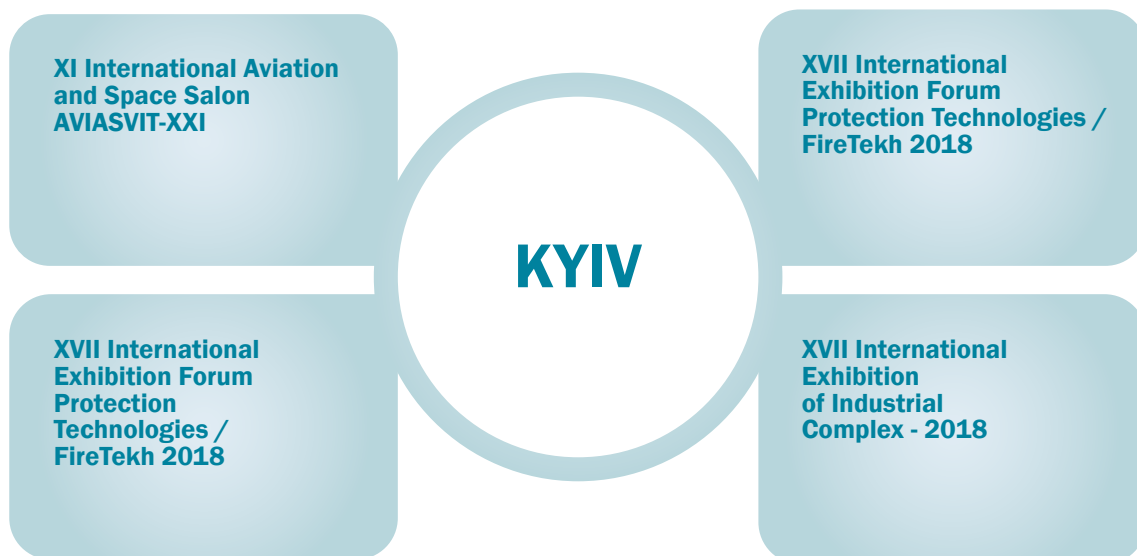 XI International Aviation
and Space Salon
AVIASVIT-XXI
XVII International
Exhibition Forum
Protection Technologies /
FireTekh 2018
KYIV
XVII International
Exhibition Forum
Protection
Technologies /
FireTekh 2018
XVII International
Exhibition
of Industrial
Complex - 2018